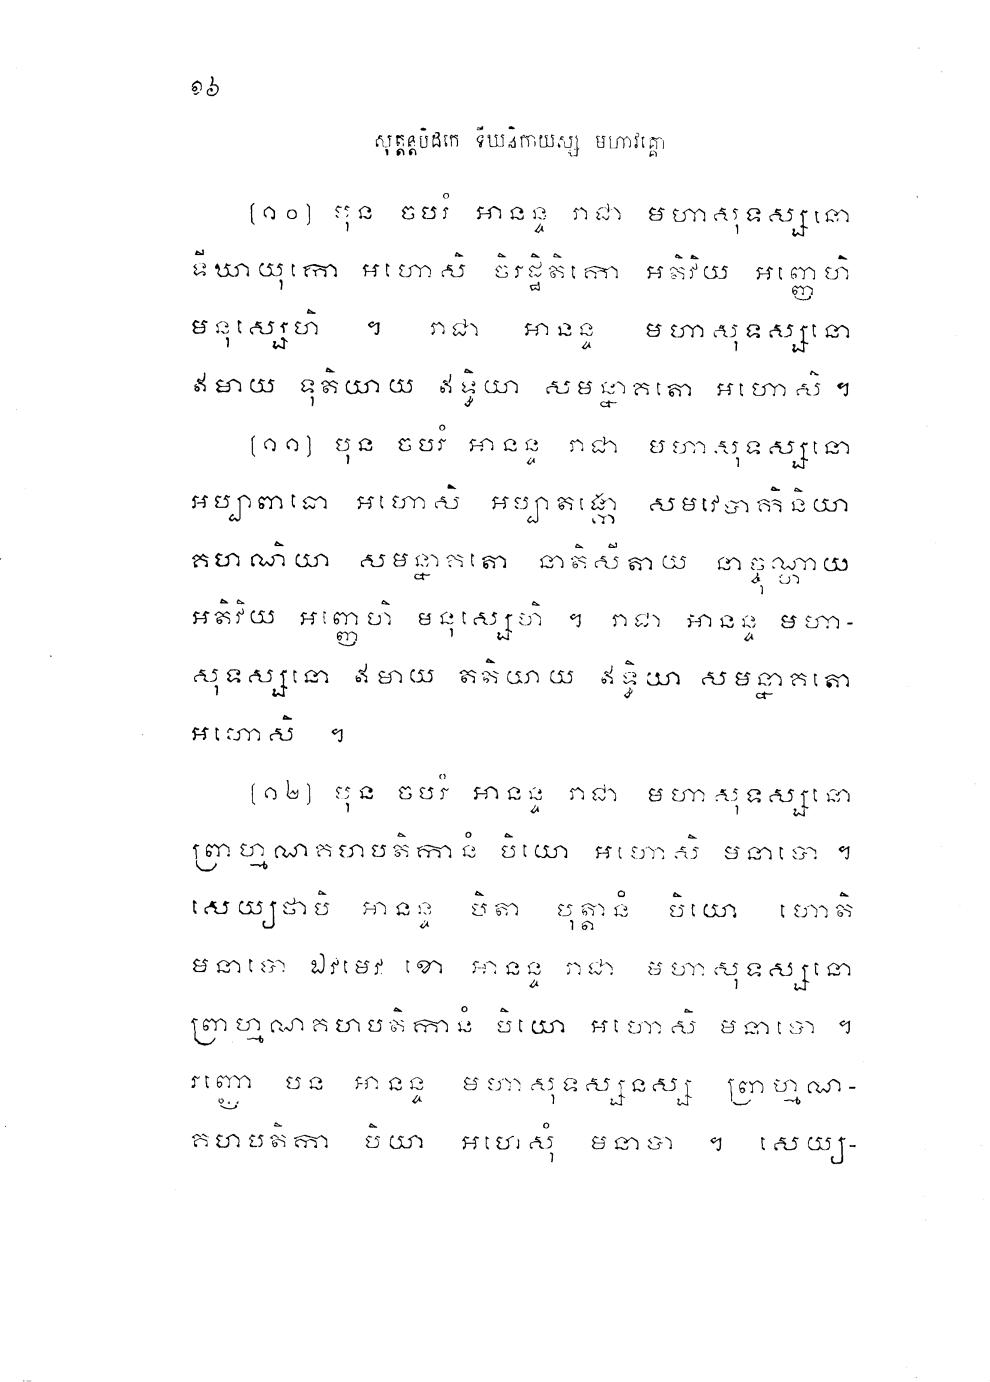 ១៦
សុត្តន្តបិដកេ ទីឃនិកាយស្ស មហាវគ្គោ
(១០) បុន ចបរំ អានន្ទ រាជា មហាសុទស្សនោ
ទីឃាយុកោ អហោសិ ចិរដ្ឋិតិកោ អតិវិយ អញ្ញេហិ
មនុស្សេហិ ។ រាជា អានន្ទ មហាសុទស្សនោ
ឥមាយ ទុតិយាយ ឥទ្ធិយា សមន្នាគតោ អហោសិ ។
(១១) បុន ចបរំ អានន្ទ រាជា មហាសុទស្សនោ
អប្បាពាធោ អហោសិ អប្បាតង្កោ សមវេបាកិនិយា
គហណិយា សមន្នាគតោ នាតិសីតាយ នាច្ចុណ្ហាយ
អតិវិយ អញ្ញេហិ មនុស្សេហិ ។ រាជា អានន្ទ មហា-
សុទស្សនោ ឥមាយ តតិយាយ ឥទ្ធិយា សមន្នាគតោ
អហោសិ ។
(១២) បុន ចបរំ អានន្ទ រាជា មហាសុទស្សនោ
ព្រាហ្មណគហបតិកានំ បិយោ អហោសិ មនាបោ ។
សេយ្យថាបិ អានន្ទ បិតា បុត្តានំ បិយោ ហោតិ
មនាបោ ឯវមេវ ខោ អានន្ទ រាជា មហាសុទស្សនោ
ព្រាហ្មណគហបតិកានំ បិយោ អហោសិ មនាបោ ។
រញ្ញោ បន អានន្ទ មហាសុទស្សនស្ស ព្រាហ្មណ-
គហបតិកា បិយា អហេសុំ មនាបា ។ សេយ្យ-